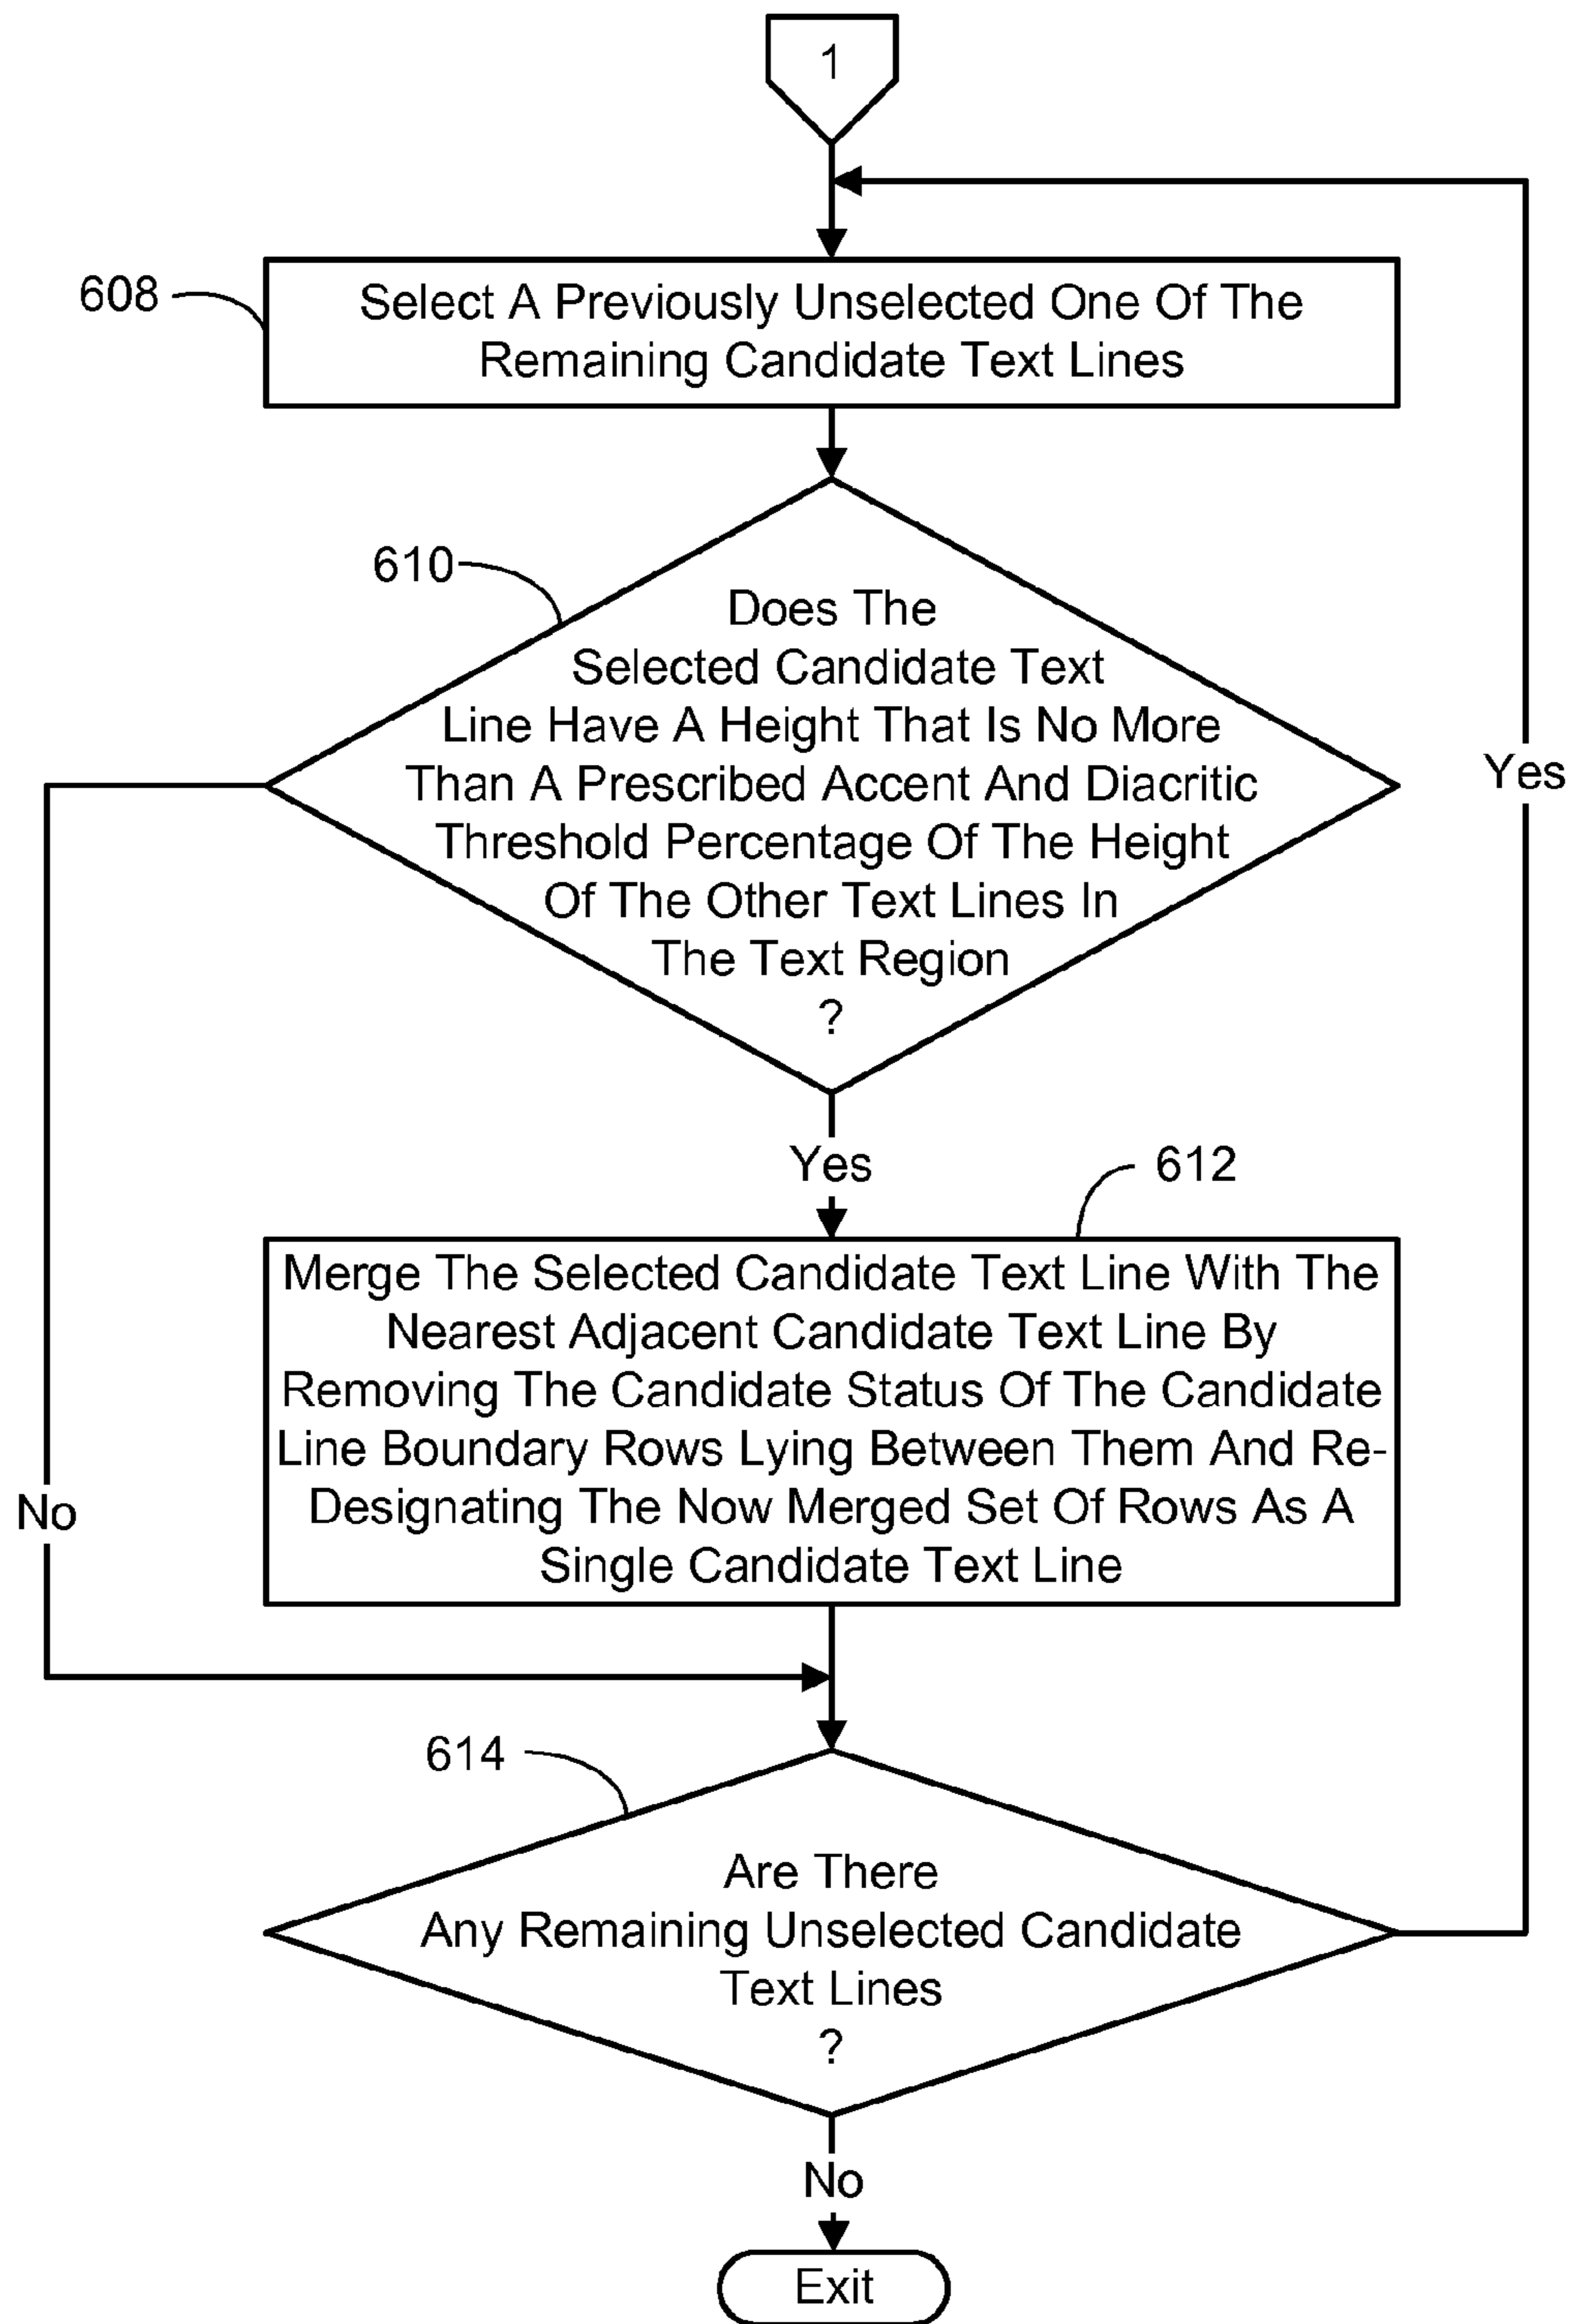 1
608
Select A Previously Unselected One Of The
Remaining Candidate Text Lines
610
Does The
Selected Candidate Text
Line Have A Height That Is No More
Than A Prescribed Accent And Diacritic
Threshold Percentage Of The Height
Of The Other Text Lines In
The Text Region
?
Yes
Yes
612
Merge The Selected Candidate Text Line With The
Nearest Adjacent Candidate Text Line By
Removing The Candidate Status Of The Candidate
Line Boundary Rows Lying Between Them And Re-
Designating The Now Merged Set Of Rows As A
Single Candidate Text Line
No
614
Are There
Any Remaining Unselected Candidate
Text Lines
?
No
Exit